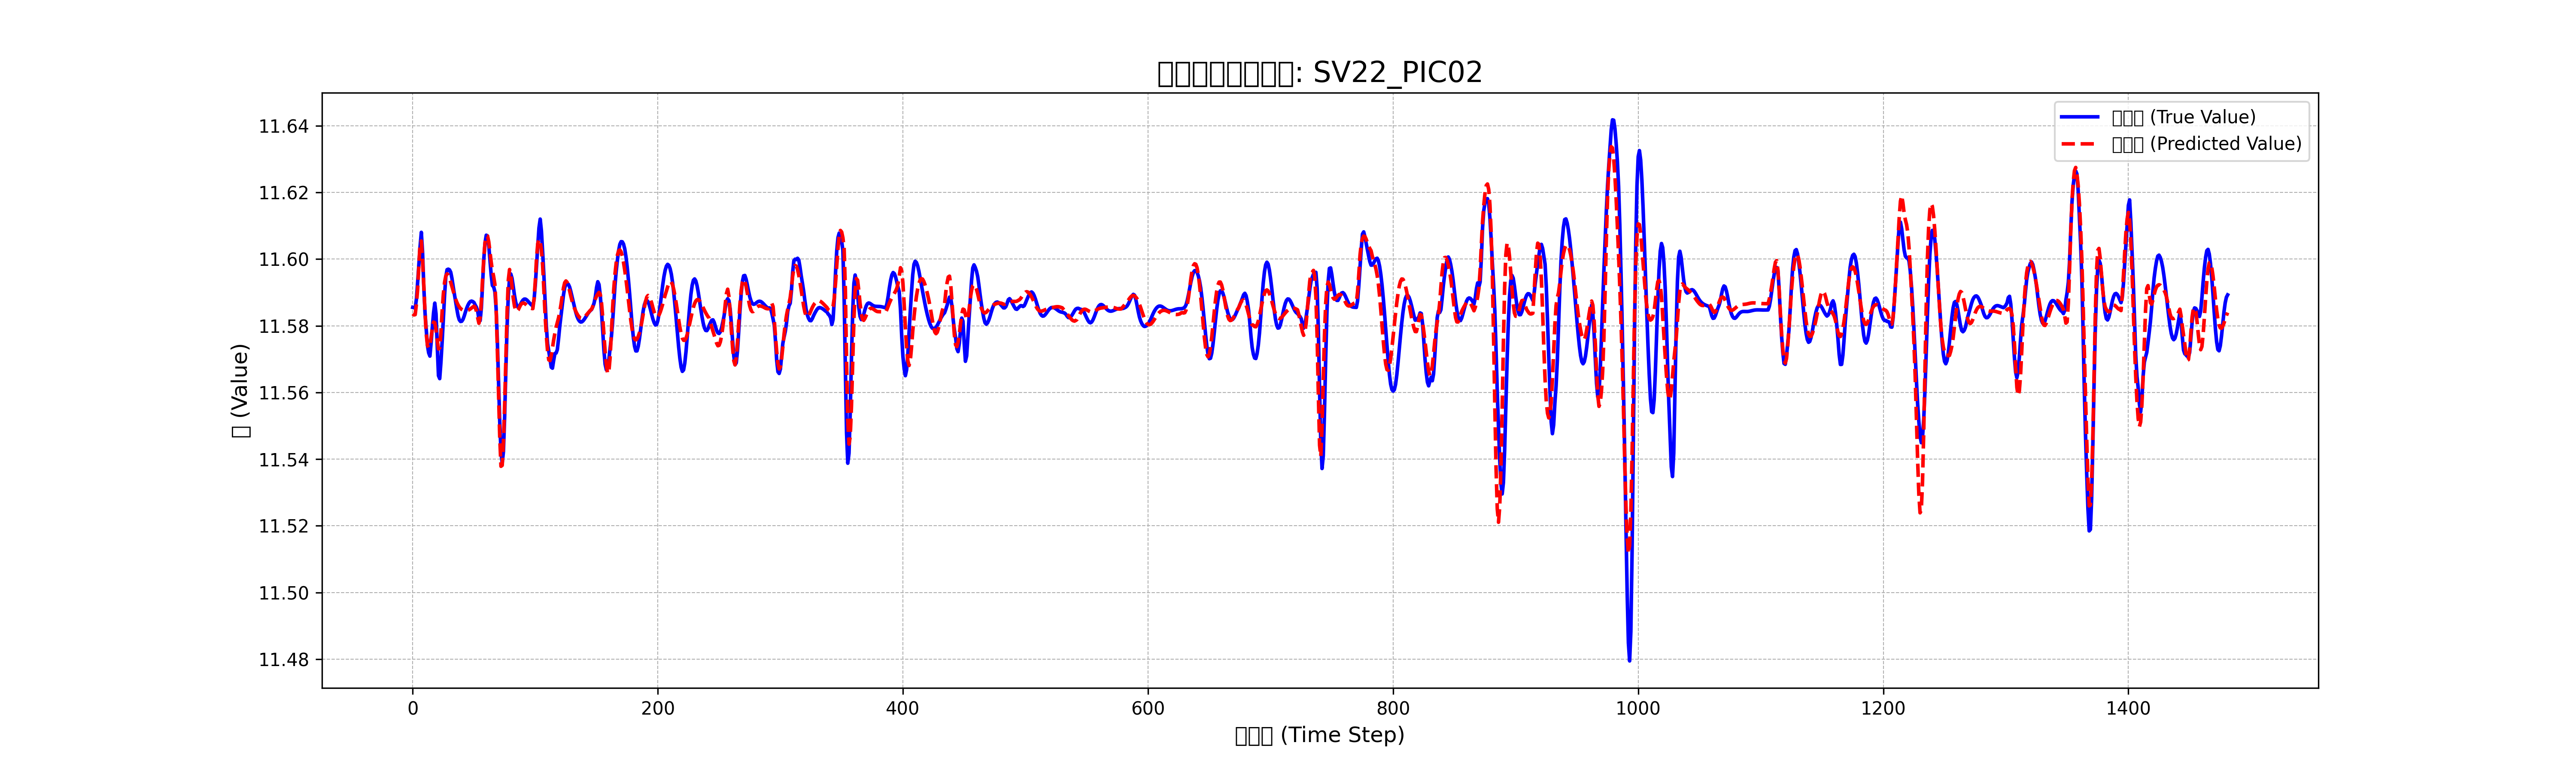 : SV22_PIC02
(True Value)
(Predicted Value)
11.64
11.62
11.60
11.58
11.56
11.54
11.52
11.50
11.48
(Value)
0 200 400 600 800 1000 1200 1400
(Time Step)